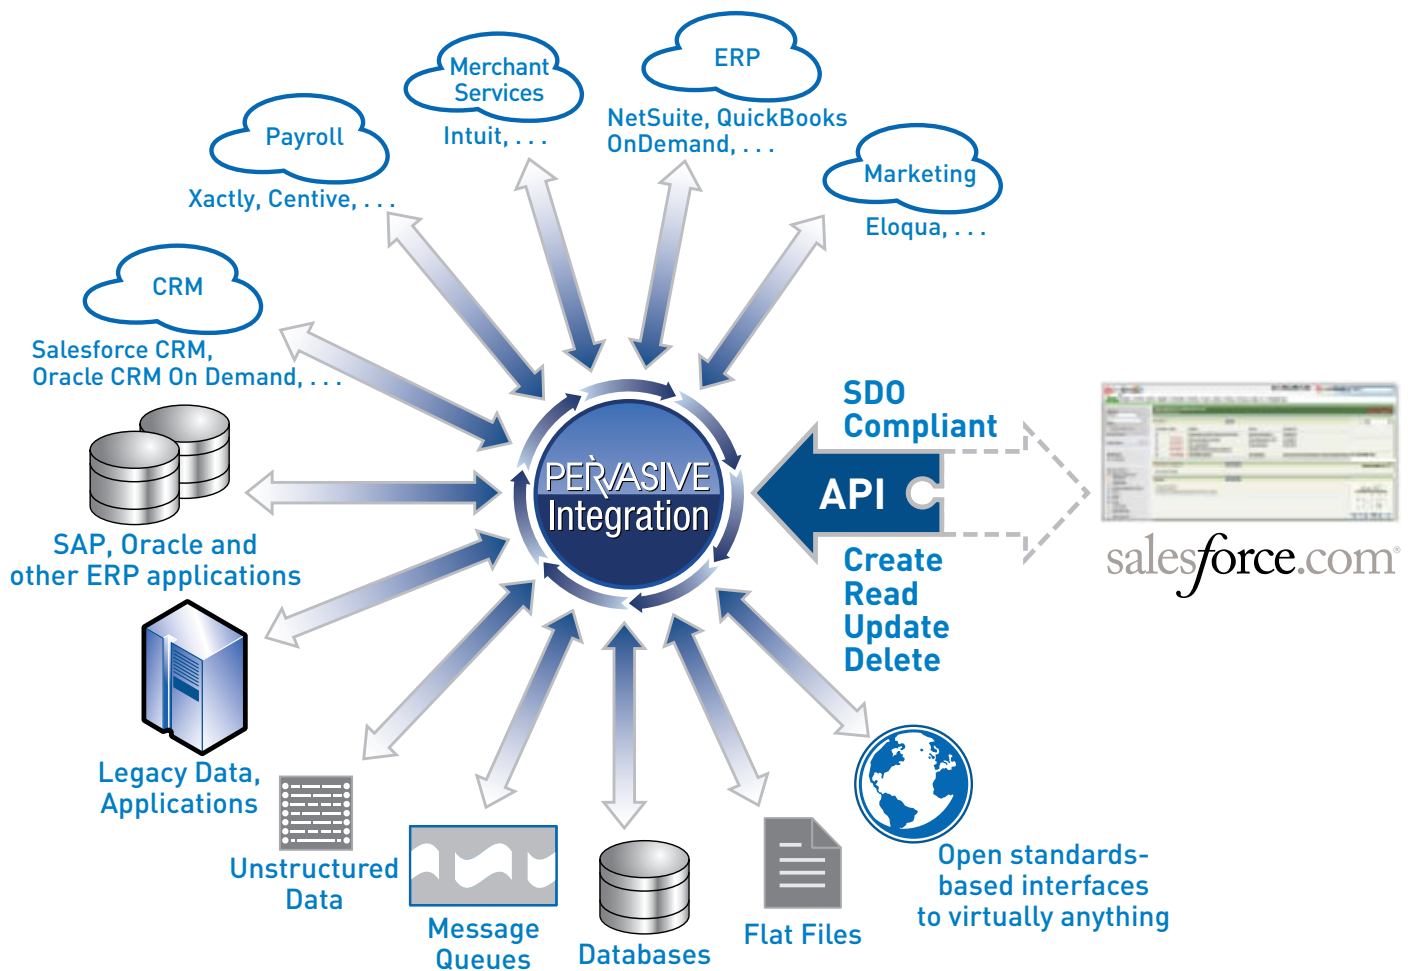 Merchant
Services
Intuit, . . .
ERP
NetSuite, QuickBooks
OnDemand, . . .
Payroll
Xactly, Centive, . . .
Marketing
Eloqua, . . .
CRM
Salesforce CRM,
Oracle CRM On Demand, . . .
SDO
Compliant
PERVASIVE
Integration
API
salesforce.com®
SAP, Oracle and
other ERP applications
Create
Read
Update
Delete
Legacy Data,
Applications
Unstructured
Data
Message
Queues
Databases
Flat Files
Open standards-
based interfaces
to virtually anything